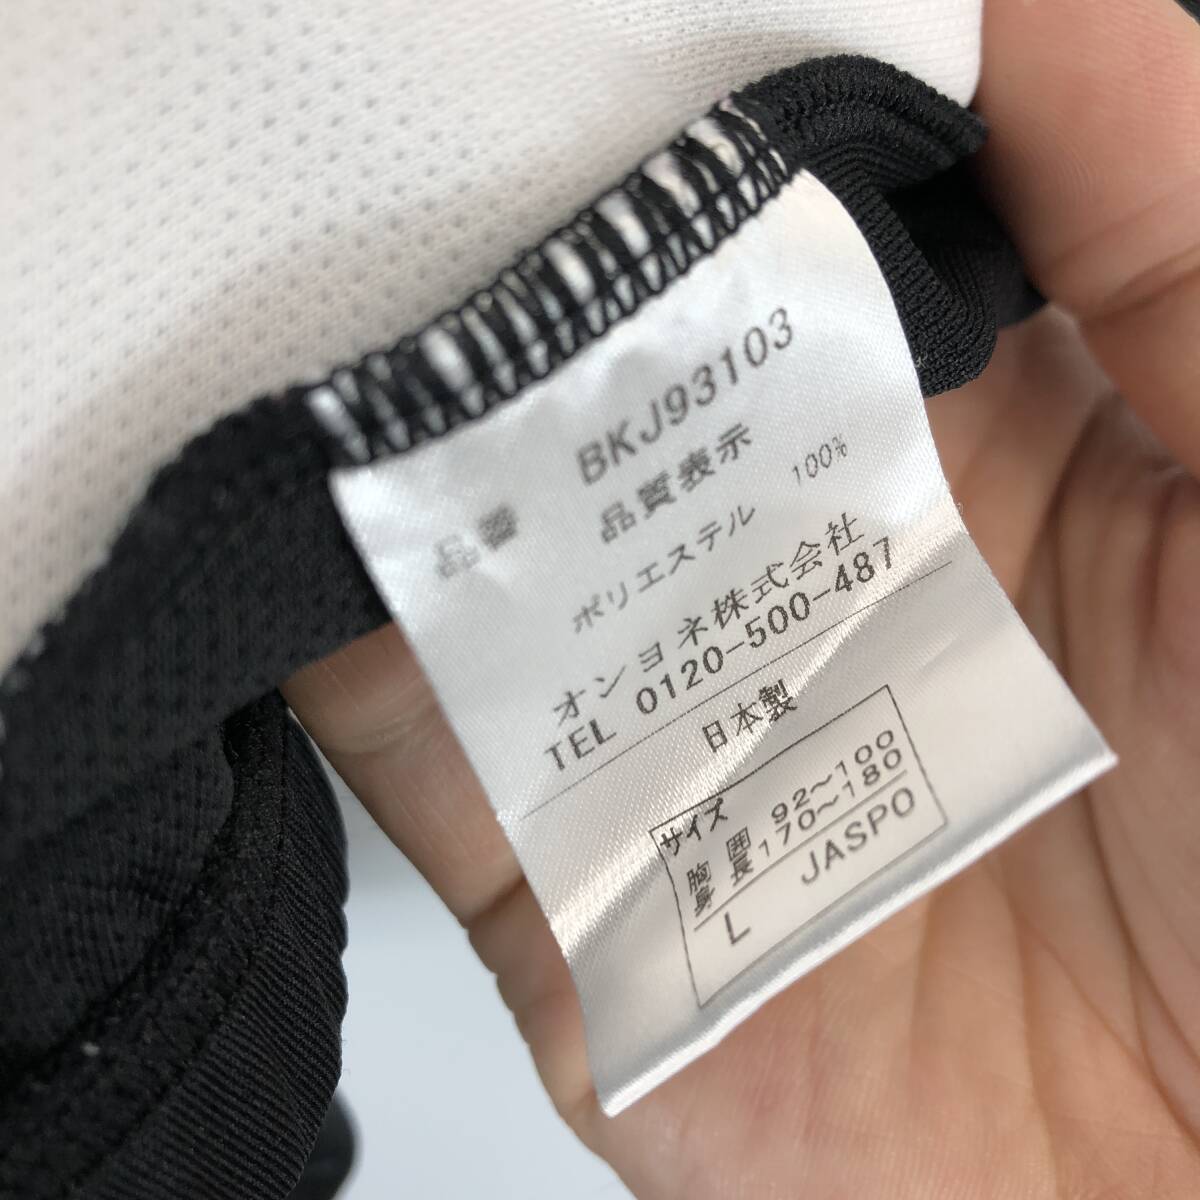 品番 BKJ93103
品質表示
ポリエステル 100%
オンヨネ株式会社
TEL 0120-500-487
日本製
サイズ
胸囲 92~100
身長 170~180
L JASPO